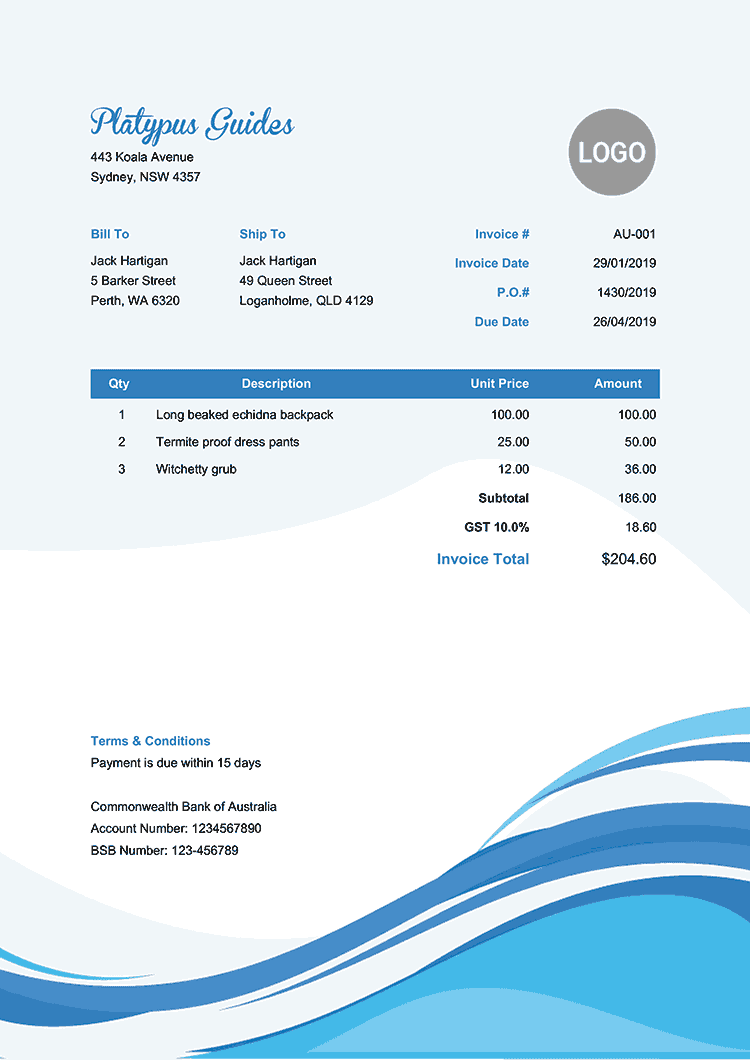 Platypus Guides
443 Koala Avenue
Sydney, NSW 4357
LOGO
Bill To
Jack Hartigan
5 Barker Street
Perth, WA 6320
Ship To
Jack Hartigan
49 Queen Street
Loganholme, QLD 4129
Invoice # AU-001
Invoice Date 29/01/2019
P.O.# 1430/2019
Due Date 26/04/2019
Qty Description Unit Price Amount
1 Long beaked echidna backpack 100.00 100.00
2 Termite proof dress pants 25.00 50.00
3 Witchetty grub 12.00 36.00
Subtotal 186.00
GST 10.0% 18.60
Invoice Total $204.60
Terms & Conditions
Payment is due within 15 days
Commonwealth Bank of Australia
Account Number: 1234567890
BSB Number: 123-456789